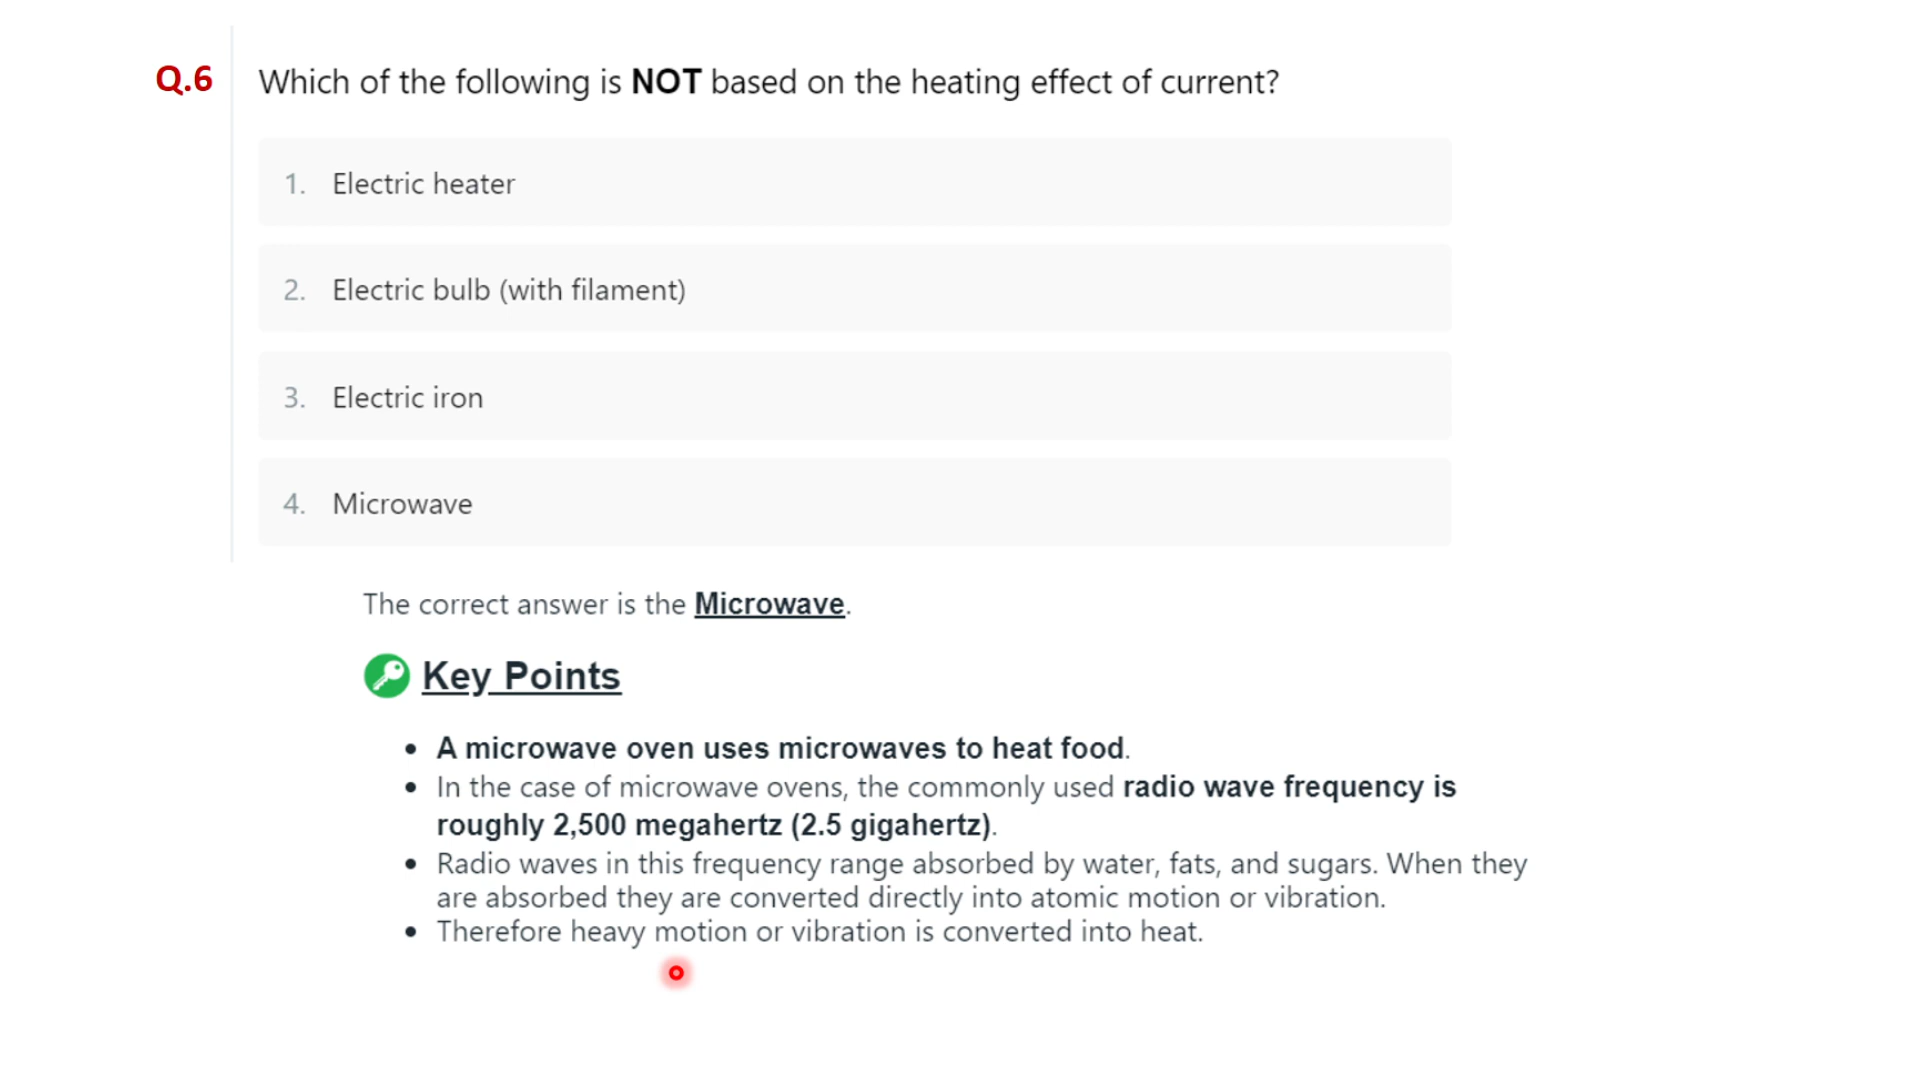 Q.6 Which of the following is NOT based on the heating effect of current?
1. Electric heater
2. Electric bulb (with filament)
3. Electric iron
4. Microwave
The correct answer is the Microwave.
Key Points
• A microwave oven uses microwaves to heat food.
• In the case of microwave ovens, the commonly used radio wave frequency is
roughly 2,500 megahertz (2.5 gigahertz).
• Radio waves in this frequency range absorbed by water, fats, and sugars. When they
are absorbed they are converted directly into atomic motion or vibration.
• Therefore heavy motion or vibration is converted into heat.